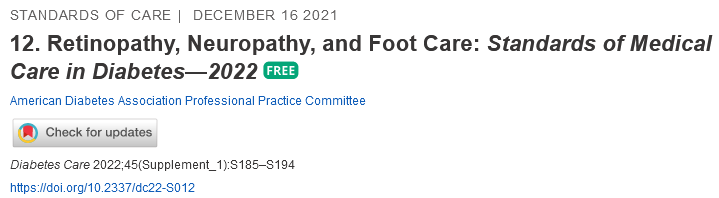 STANDARDS OF CARE | DECEMBER 16 2021
12. Retinopathy, Neuropathy, and Foot Care: Standards of Medical
Care in Diabetes—2022 FREE
American Diabetes Association Professional Practice Committee
Check for updates
Diabetes Care 2022;45(Supplement_1):S185–S194
https://doi.org/10.2337/dc22-S012